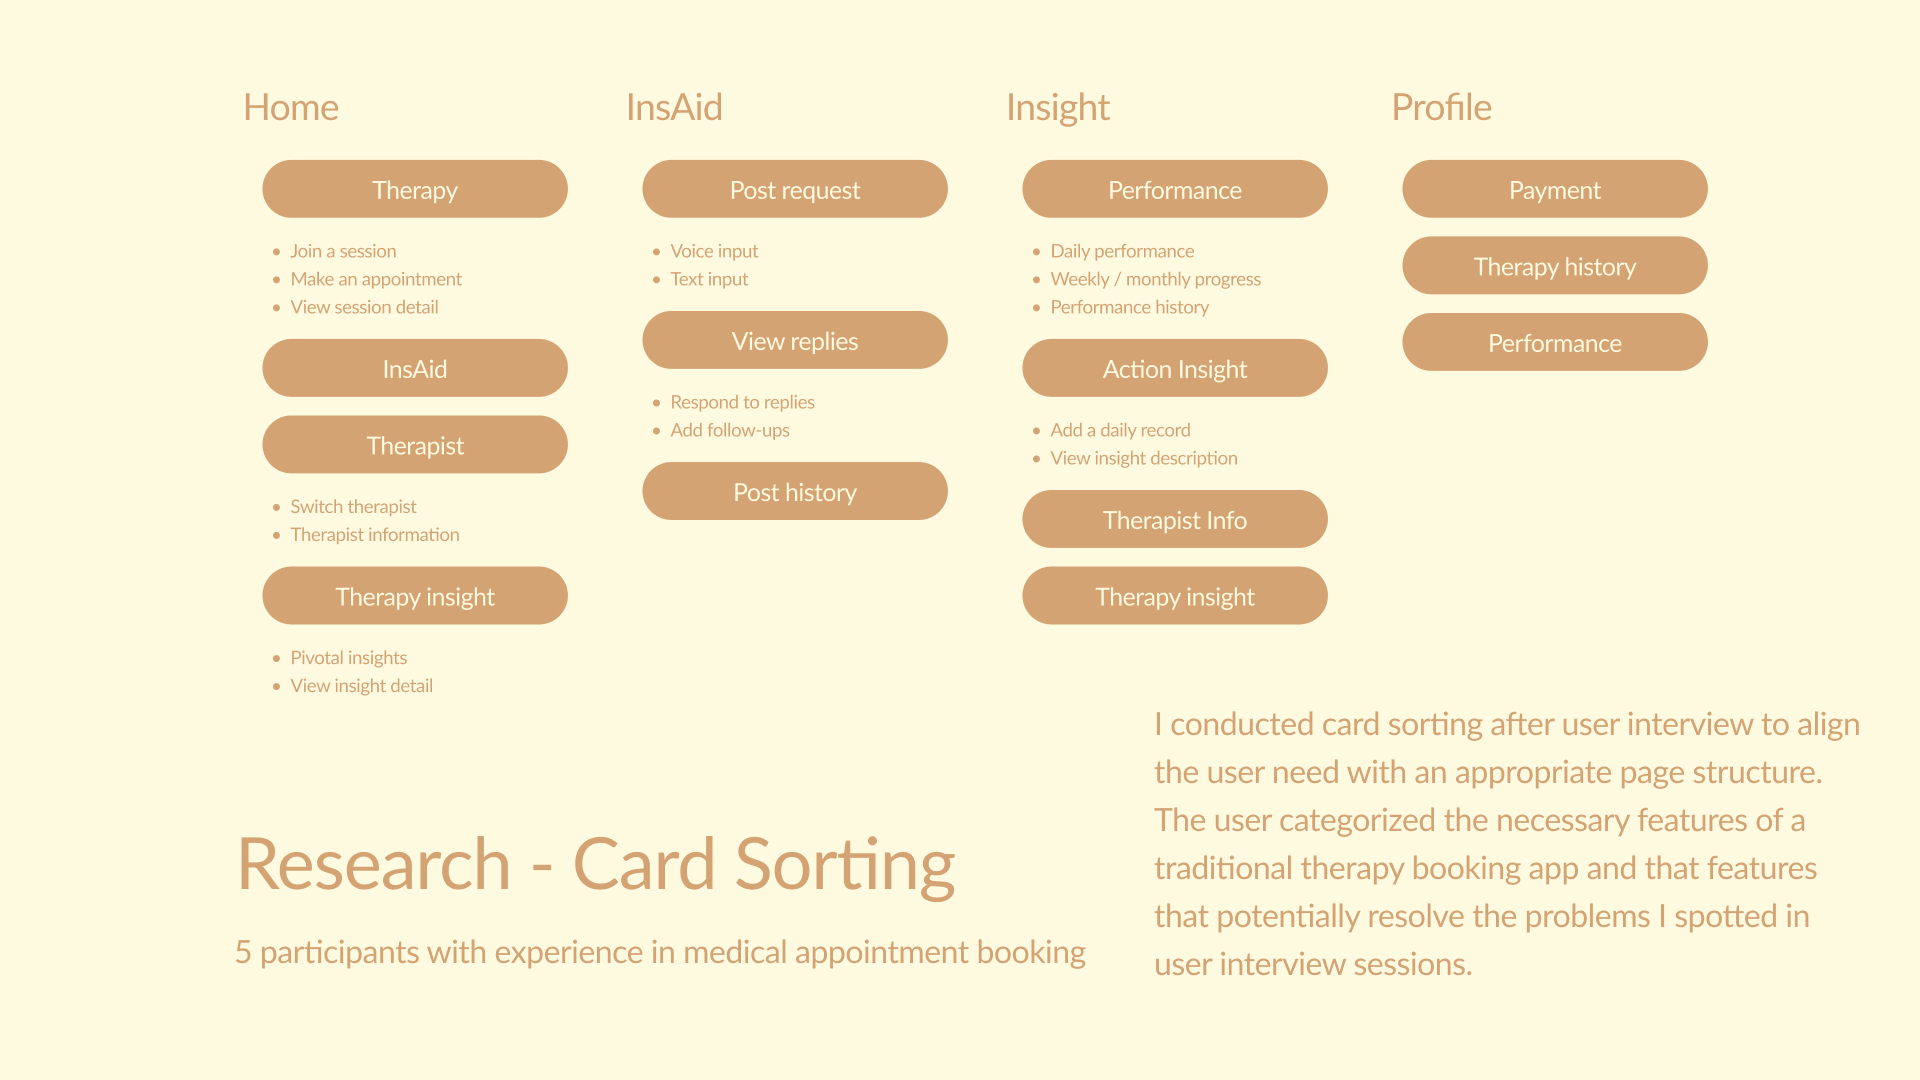 Home
Therapy
• Join a session
• Make an appointment
• View session detail
InsAid
Therapist
• Switch therapist
• Therapist information
Therapy insight
• Pivotal insights
• View insight detail
InsAid
Post request
• Voice input
• Text input
View replies
• Respond to replies
• Add follow-ups
Post history
Insight
Performance
• Daily performance
• Weekly / monthly progress
• Performance history
Action Insight
• Add a daily record
• View insight description
Therapist Info
Therapy insight
Profile
Payment
Therapy history
Performance
Research - Card Sorting
5 participants with experience in medical appointment booking
I conducted card sorting after user interview to align
the user need with an appropriate page structure.
The user categorized the necessary features of a
traditional therapy booking app and that features
that potentially resolve the problems I spotted in
user interview sessions.